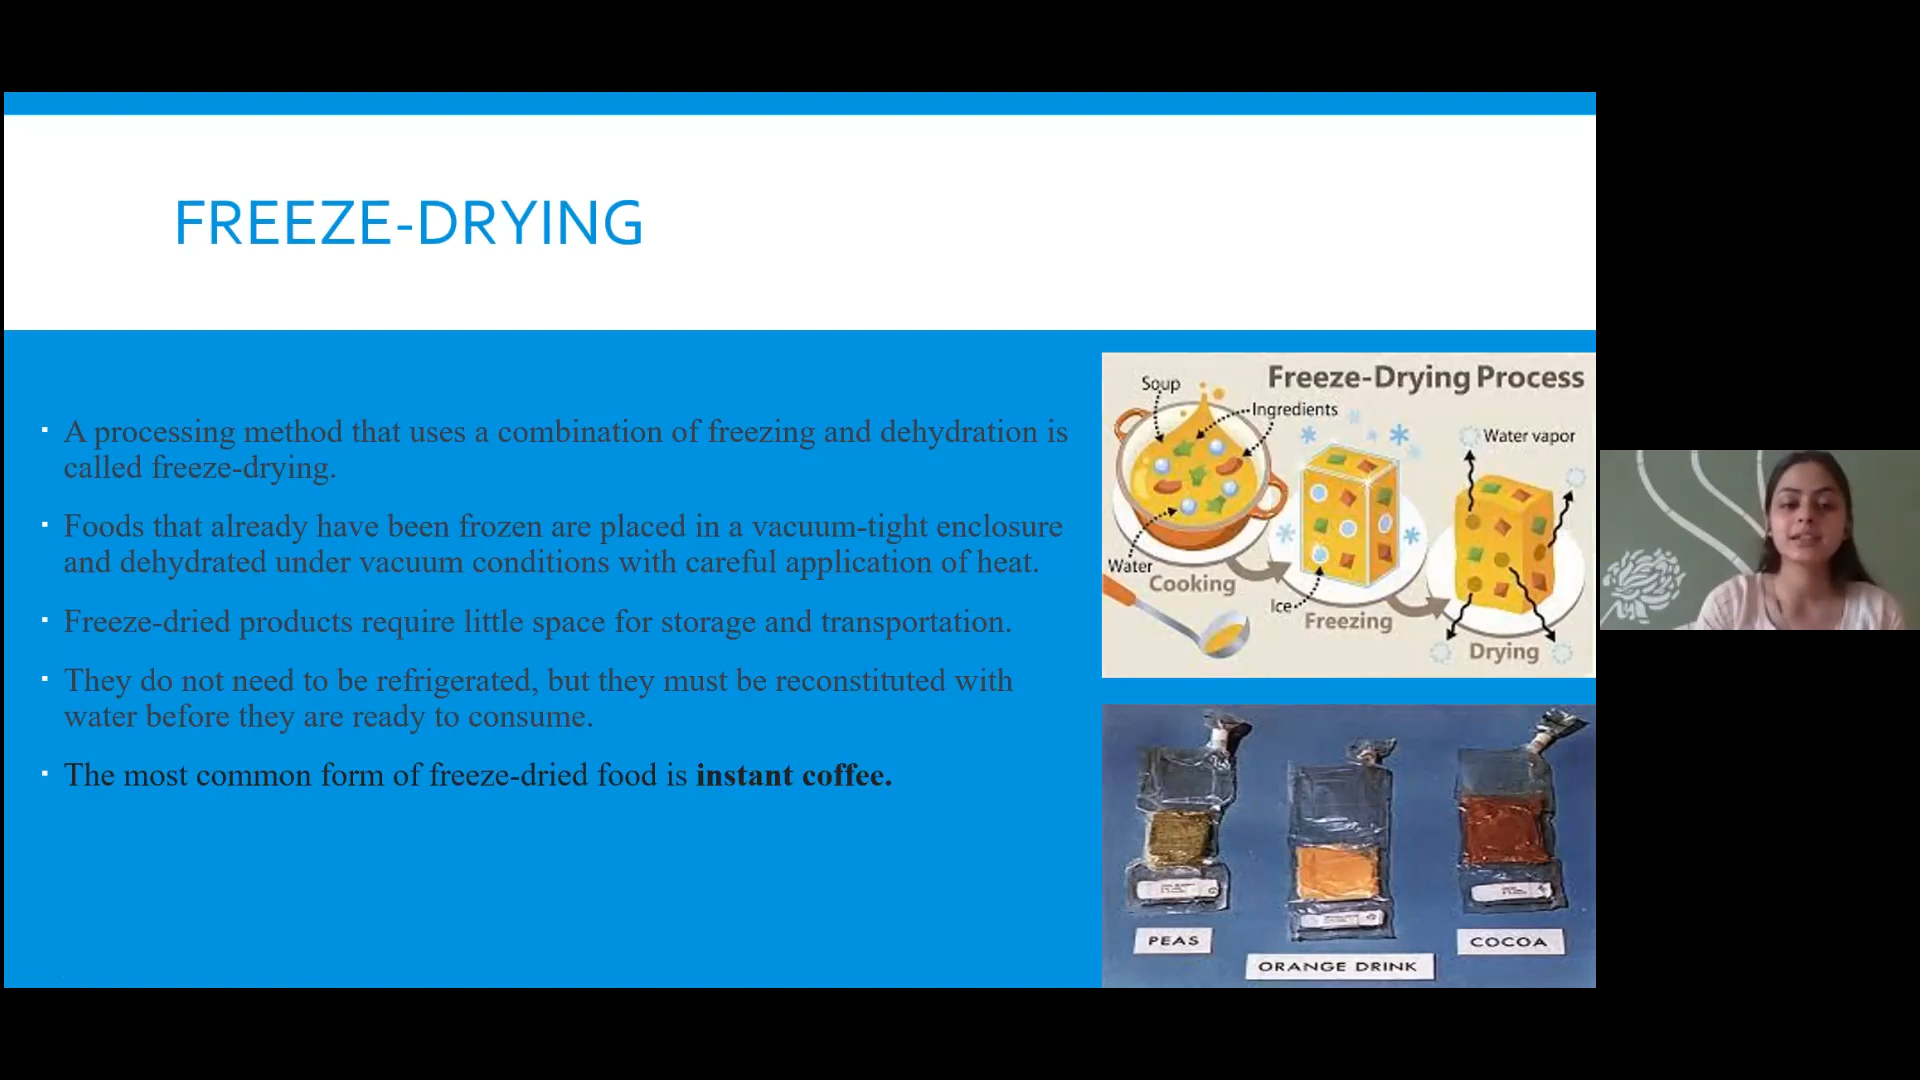 FREEZE-DRYING
A processing method that uses a combination of freezing and dehydration is
called freeze-drying.
Foods that already have been frozen are placed in a vacuum-tight enclosure
and dehydrated under vacuum conditions with careful application of heat.
Freeze-dried products require little space for storage and transportation.
They do not need to be refrigerated, but they must be reconstituted with
water before they are ready to consume.
The most common form of freeze-dried food is instant coffee.
Freeze-Drying Process
Soup
Ingredients
Water vapor
Water
Cooking
Ice
Freezing
Drying
PEAS
ORANGE DRINK
COCOA